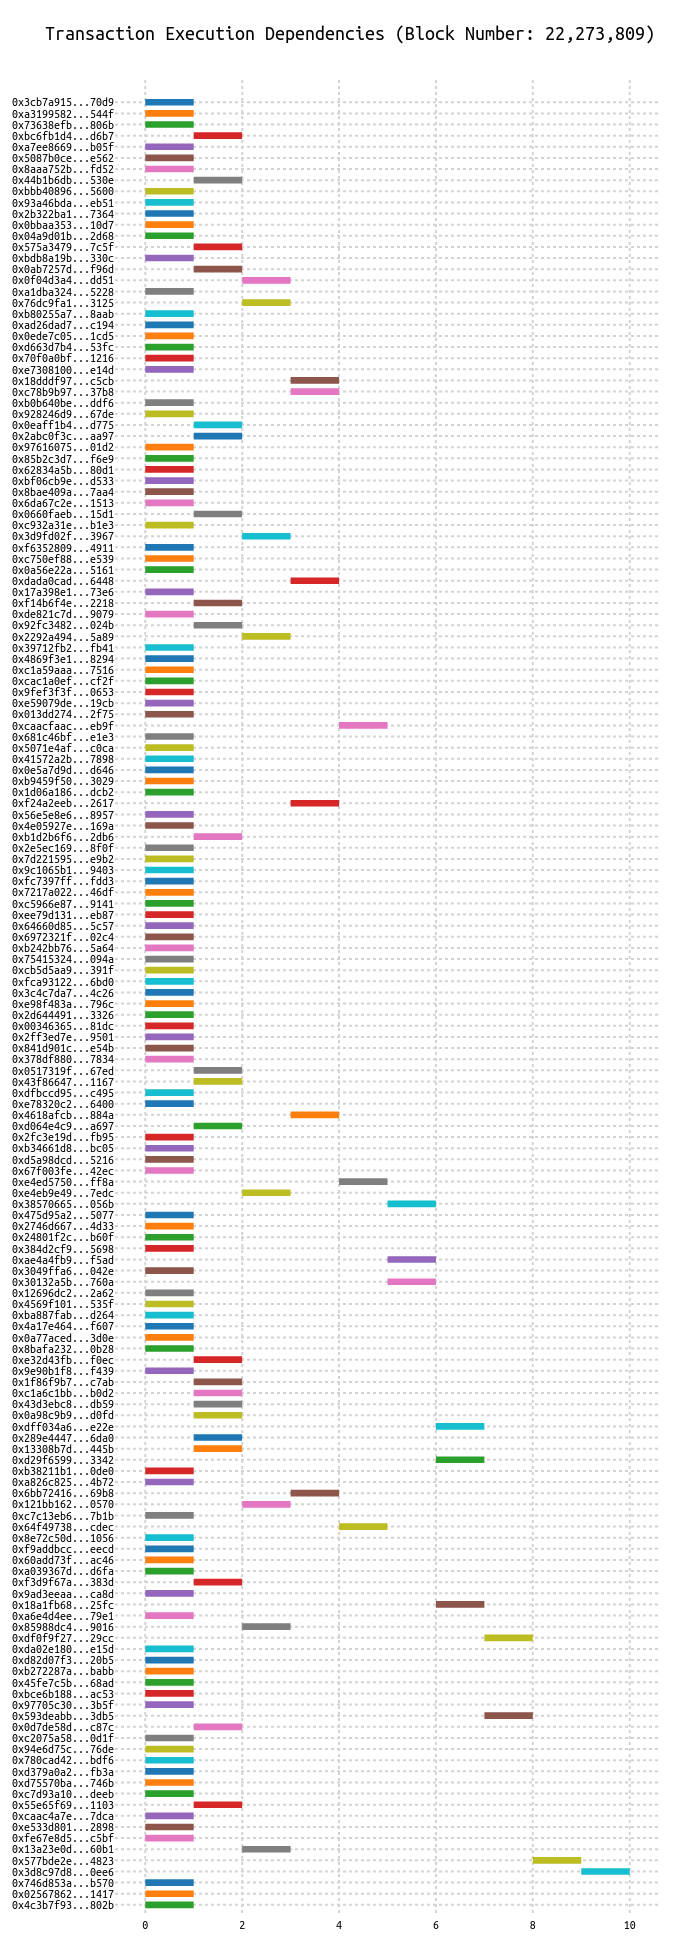 Transaction Execution Dependencies (Block Number: 22,273,809)
0x3cb7a915...70d9
0xa3199582...544f
0x73638efb...806b
0xbc6fb1d4...d6b7
0xa7ee8669...b05f
0x5087b0ce...e562
0x8aaa752b...fd52
0x44b1b6db...530e
0xbbb40896...5600
0x93a46bda...eb51
0x2b322ba1...7364
0x0bbaa353...10d7
0x04a9d01b...2d68
0x575a3479...7c5f
0xbdb8a19b...330c
0x0ab7257d...f96d
0x0f04d3a4...dd51
0xa1dba324...5228
0x76dc9fa1...3125
0xb80255a7...8aab
0xad26dad7...c194
0x0ede7c05...1cd5
0xd663d7b4...53fc
0x70f0a0bf...1216
0xe7308100...e14d
0x18dddf97...c5cb
0xc78b9b97...37b8
0xb0b640be...ddf6
0x928246d9...67de
0x0eaff1b4...d775
0x2abc0f3c...aa97
0x97616075...01d2
0x85b2c3d7...f6e9
0x62834a5b...80d1
0xbf06cb9e...d533
0x8bae409a...7aa4
0x6da67c2e...1513
0x0660faeb...15d1
0xc932a31e...b1e3
0x3d9fd02f...3967
0xf6352809...4911
0xc750ef88...e539
0x0a56e22a...5161
0xdada0cad...6448
0x17a398e1...73e6
0xf14b6f4e...2218
0xde821c7d...9079
0x92fc3482...024b
0x2292a494...5a89
0x39712fb2...fb41
0x4869f3e1...8294
0xc1a59aaa...7516
0xcac1a0ef...cf2f
0x9fef3f3f...0653
0xe59079de...19cb
0x013dd274...2f75
0xcaacfaac...eb9f
0x681c46bf...e1e3
0x5071e4af...c0ca
0x41572a2b...7898
0x0e5a7d9d...d646
0xb9459f50...3029
0x1d06a186...dcb2
0xf24a2eeb...2617
0x56e5e8e6...8957
0x4e05927e...169a
0xb1d2b6f6...2db6
0x2e5ec169...8f0f
0x7d221595...e9b2
0x9c1065b1...9403
0xfc7397ff...fdd3
0x7217a022...46df
0xc5966e87...9141
0xee79d131...eb87
0x64660d85...5c57
0x6972321f...02c4
0xb242bb76...5a64
0x75415324...094a
0xcb5d5aa9...391f
0xfca93122...6bd0
0x3c4c7da7...4c26
0xe98f483a...796c
0x2d644491...3326
0x00346365...81dc
0x2ff3ed7e...9501
0x841d901c...e54b
0x378df880...7834
0x0517319f...67ed
0x43f86647...1167
0xdfbccd95...c495
0xe78320c2...6400
0x4618afcb...884a
0xd064e4c9...a697
0x2fc3e19d...fb95
0xb34661d8...bc05
0xd5a98dcd...5216
0x67f003fe...42ec
0xe4ed5750...ff8a
0xe4eb9e49...7edc
0x38570665...056b
0x475d95a2...5077
0x2746d667...4d33
0x24801f2c...b60f
0x384d2cf9...5698
0xae4a4fb9...f5ad
0x3049ffa6...042e
0x30132a5b...760a
0x12696dc2...2a62
0x4569f101...535f
0xba887fab...d264
0x4a17e464...f607
0x0a77aced...3d0e
0x8bafa232...0b28
0xe32d43fb...f0ec
0x9e90b1f8...f439
0x1f86f9b7...c7ab
0xc1a6c1bb...b0d2
0x43d3ebc8...db59
0x0a98c9b9...d0fd
0xdff034a6...e22e
0x289e4447...6da0
0x13308b7d...445b
0xd29f6599...3342
0xb38211b1...0de0
0xa826c825...4b72
0x6bb72416...69b8
0x121bb162...0570
0xc7c13eb6...7b1b
0x64f49738...cdec
0x8e72c50d...1056
0xf9addbcc...eecd
0x60add73f...ac46
0xa039367d...d6fa
0xf3d9f67a...383d
0x9ad3eeaa...ca8d
0x18a1fb68...25fc
0xa6e4d4ee...79e1
0x85988dc4...9016
0xdf0f9f27...29cc
0xda02e180...e15d
0xd82d07f3...20b5
0xb272287a...babb
0x45fe7c5b...68ad
0xbce6b188...ac53
0x97705c30...3b5f
0x593deabb...3db5
0x0d7de58d...c87c
0xc2075a58...0d1f
0x94e6d75c...76de
0x780cad42...bdf6
0xd379a0a2...fb3a
0xd75570ba...746b
0xc7d93a10...deeb
0x55e65f69...1103
0xcaac4a7e...7dca
0xe533d801...2898
0xfe67e8d5...c5bf
0x13a23e0d...60b1
0x577bde2e...4823
0x3d8c97d8...0ee6
0x746d853a...b570
0x02567862...1417
0x4c3b7f93...802b
0 2 4 6 8 10